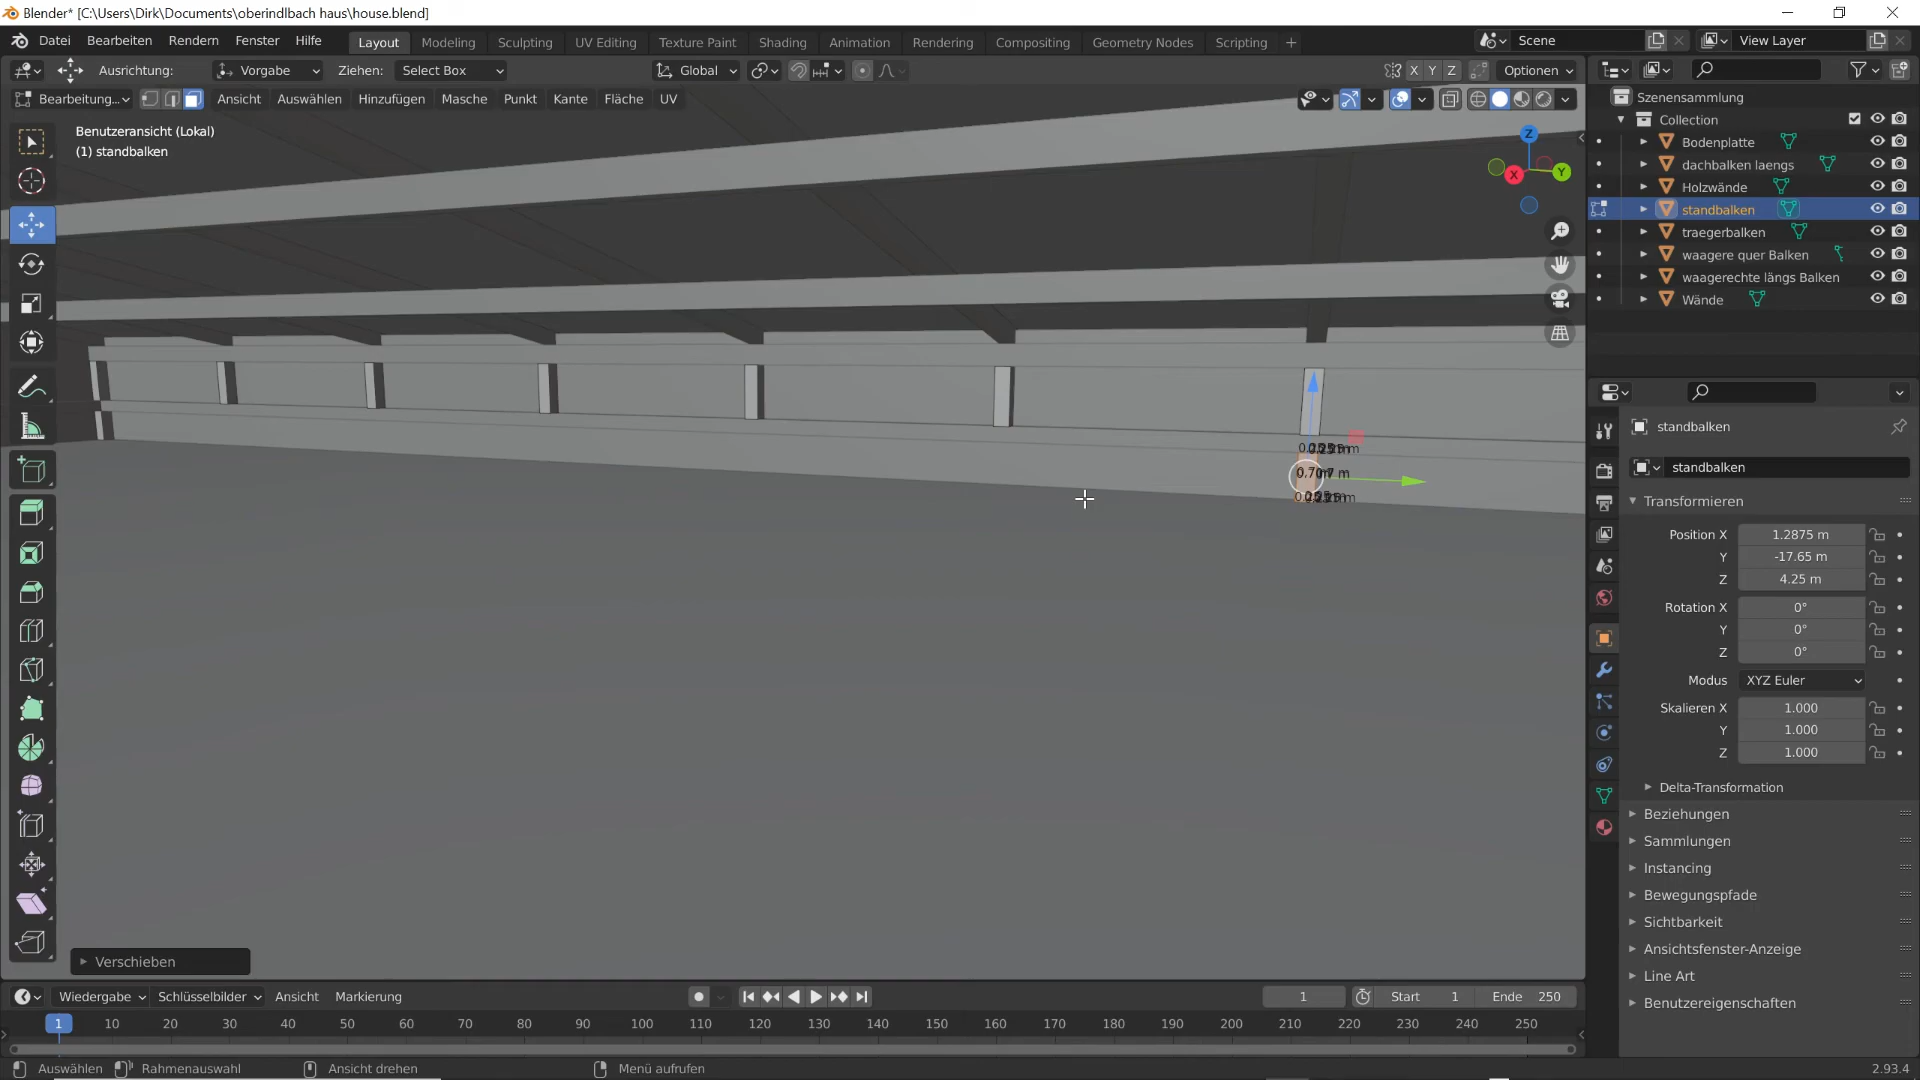 Blender* [C:\Users\Dirk\Documents\oberindlbach haus\house.blend]
Datei Bearbeiten Rendern Fenster Hilfe Layout Modeling Sculpting UV Editing Texture Paint Shading Animation Rendering Compositing Geometry Nodes Scripting + Scene View Layer
Ausrichtung: Vorgabe Ziehen: Select Box Global X Y Z Optionen
Bearbeitung... Ansicht Auswählen Hinzufügen Masche Punkt Kante Fläche UV
Benutzeransicht (Lokal)
(1) standbalken
Z
X
Y
0.70
Verschieben
Szenensammlung
Collection
Bodenplatte
dachbalken laengs
Holzwände
standbalken
traegerbalken
waagere quer Balken
waagerechte längs Balken
Wände
standbalken
standbalken
Transformieren
Position X 1.2875 m
Y -17.65 m
Z 4.25 m
Rotation X 0°
Y 0°
Z 0°
Modus XYZ Euler
Skalieren X 1.000
Y 1.000
Z 1.000
Delta-Transformation
Beziehungen
Sammlungen
Instancing
Bewegungspfade
Sichtbarkeit
Ansichtsfenster-Anzeige
Line Art
Benutzereigenschaften
Wiedergabe Schlüsselbilder Ansicht Markierung 1 Start 1 Ende 250
1 10 20 30 40 50 60 70 80 90 100 110 120 130 140 150 160 170 180 190 200 210 220 230 240 250
Auswählen Rahmenauswahl Ansicht drehen Menü aufrufen 2.93.4